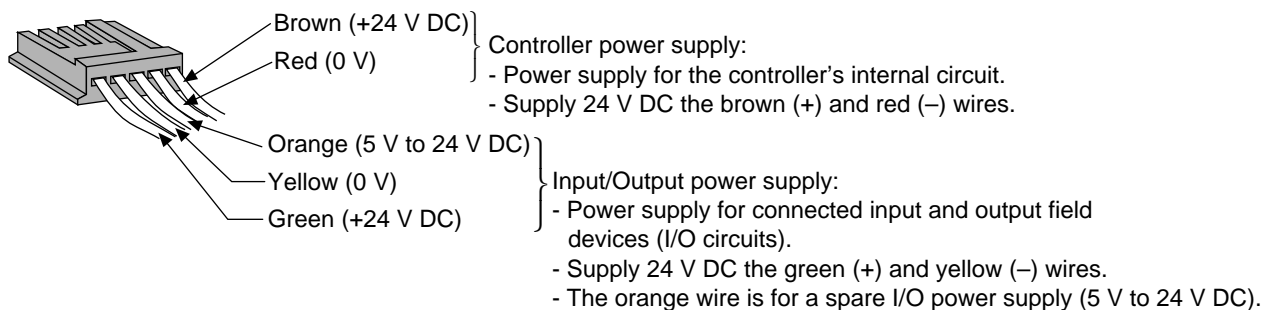 Brown (+24 V DC)
Red (0 V)
Controller power supply:
- Power supply for the controller's internal circuit.
- Supply 24 V DC the brown (+) and red (–) wires.
Orange (5 V to 24 V DC)
Yellow (0 V)
Green (+24 V DC)
Input/Output power supply:
- Power supply for connected input and output field
devices (I/O circuits).
- Supply 24 V DC the green (+) and yellow (–) wires.
- The orange wire is for a spare I/O power supply (5 V to 24 V DC).